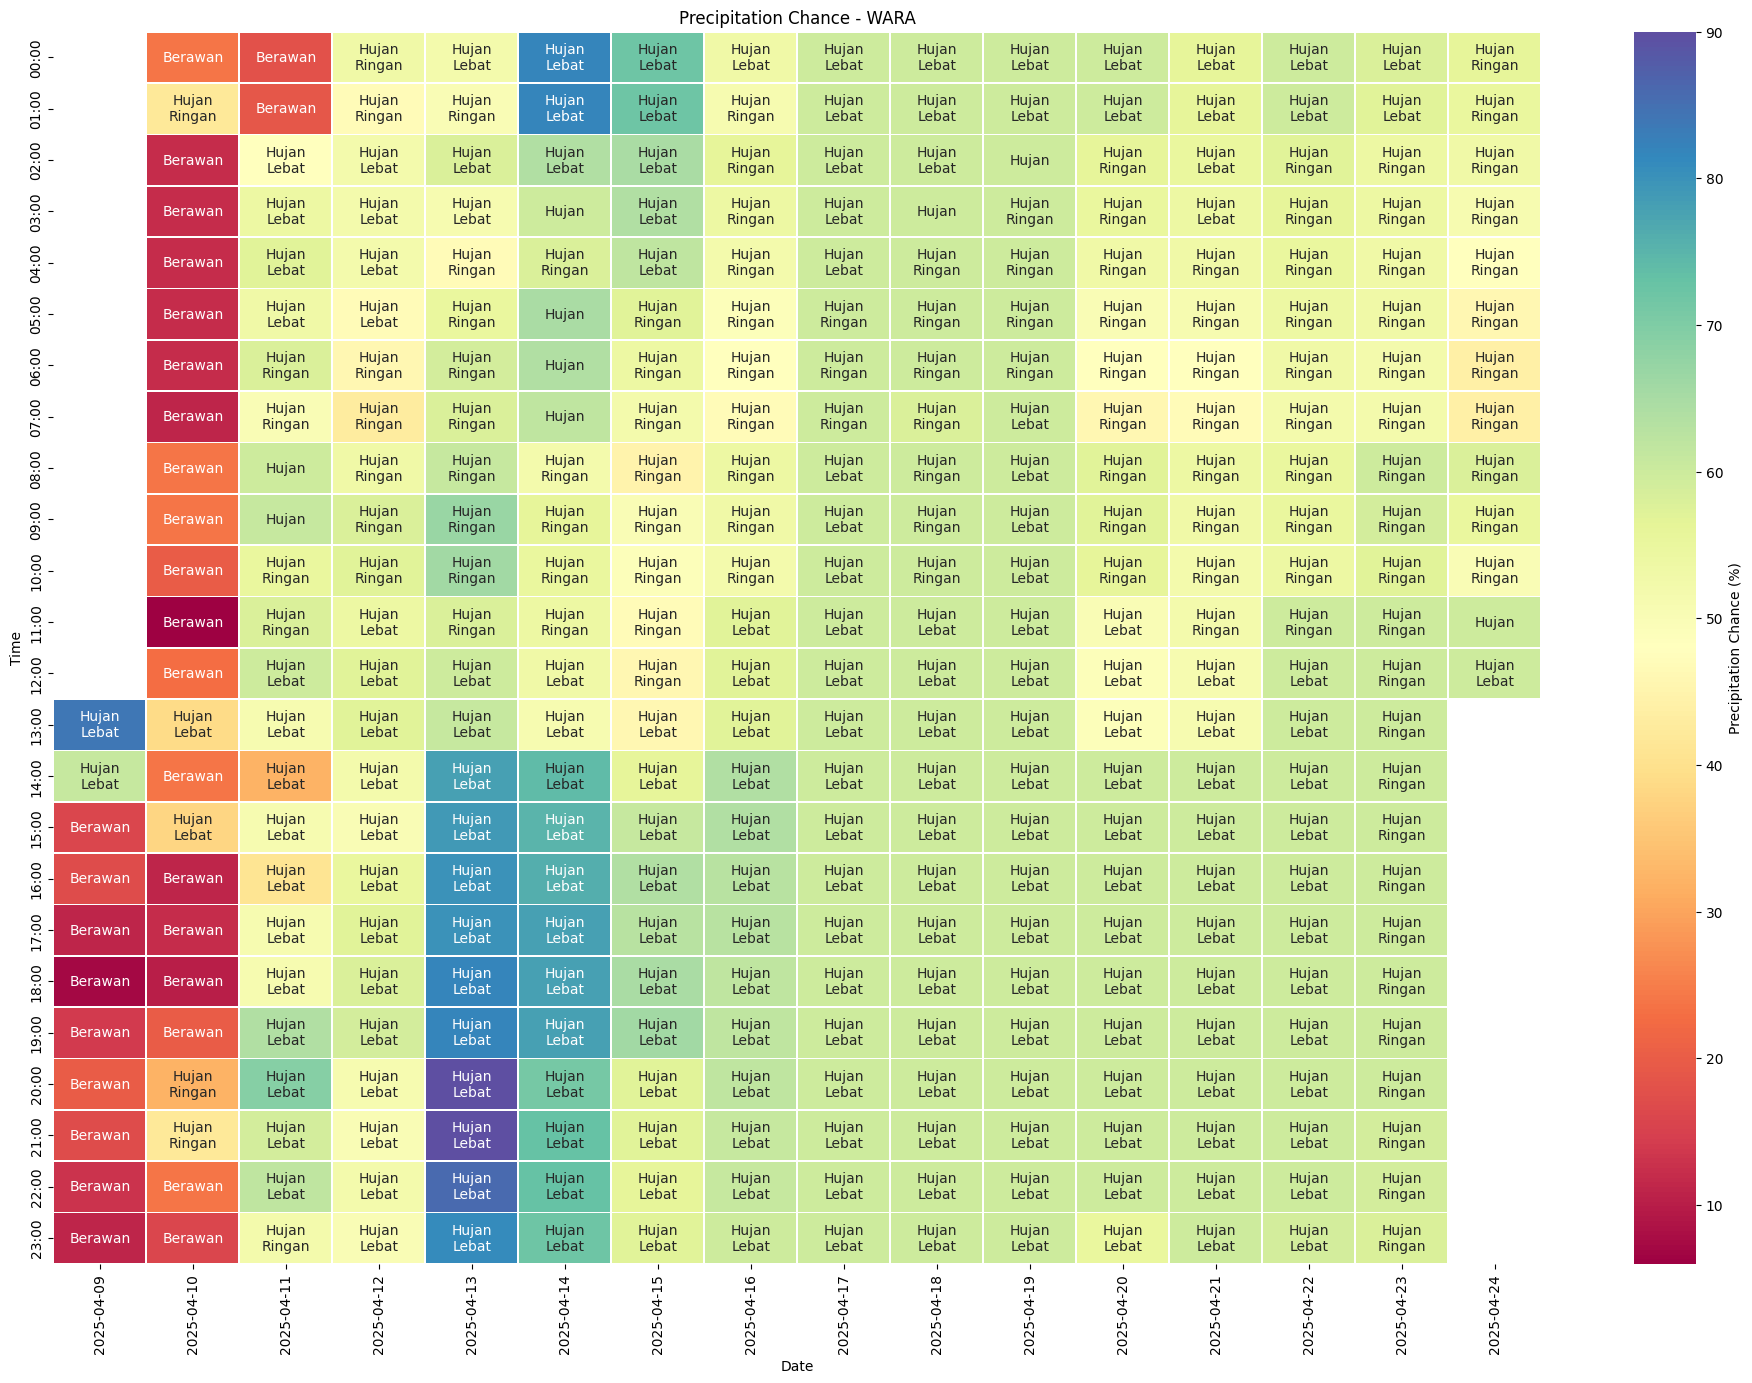 Precipitation Chance - WARA
00:00 Berawan Berawan Hujan Ringan Hujan Lebat Hujan Lebat Hujan Lebat Hujan Lebat Hujan Lebat Hujan Lebat Hujan Lebat Hujan Lebat Hujan Lebat Hujan Lebat Hujan Lebat Hujan Ringan
01:00 Hujan Ringan Berawan Hujan Ringan Hujan Ringan Hujan Lebat Hujan Lebat Hujan Ringan Hujan Lebat Hujan Lebat Hujan Lebat Hujan Lebat Hujan Lebat Hujan Lebat Hujan Lebat Hujan Ringan
02:00 Berawan Hujan Lebat Hujan Lebat Hujan Lebat Hujan Lebat Hujan Lebat Hujan Ringan Hujan Lebat Hujan Lebat Hujan Hujan Ringan Hujan Lebat Hujan Ringan Hujan Ringan Hujan Ringan
03:00 Berawan Hujan Lebat Hujan Lebat Hujan Lebat Hujan Hujan Lebat Hujan Ringan Hujan Lebat Hujan Hujan Ringan Hujan Ringan Hujan Lebat Hujan Ringan Hujan Ringan Hujan Ringan
04:00 Berawan Hujan Lebat Hujan Lebat Hujan Ringan Hujan Ringan Hujan Lebat Hujan Ringan Hujan Lebat Hujan Ringan Hujan Ringan Hujan Ringan Hujan Ringan Hujan Ringan Hujan Ringan Hujan Ringan
05:00 Berawan Hujan Lebat Hujan Lebat Hujan Ringan Hujan Hujan Ringan Hujan Ringan Hujan Ringan Hujan Ringan Hujan Ringan Hujan Ringan Hujan Ringan Hujan Ringan Hujan Ringan Hujan Ringan
06:00 Berawan Hujan Ringan Hujan Ringan Hujan Ringan Hujan Hujan Ringan Hujan Ringan Hujan Ringan Hujan Ringan Hujan Ringan Hujan Ringan Hujan Ringan Hujan Ringan Hujan Ringan Hujan Ringan
07:00 Berawan Hujan Ringan Hujan Ringan Hujan Ringan Hujan Hujan Ringan Hujan Ringan Hujan Ringan Hujan Ringan Hujan Lebat Hujan Ringan Hujan Ringan Hujan Ringan Hujan Ringan Hujan Ringan
08:00 Berawan Hujan Hujan Ringan Hujan Ringan Hujan Ringan Hujan Ringan Hujan Ringan Hujan Lebat Hujan Ringan Hujan Lebat Hujan Ringan Hujan Ringan Hujan Ringan Hujan Ringan Hujan Ringan
09:00 Berawan Hujan Hujan Ringan Hujan Ringan Hujan Ringan Hujan Ringan Hujan Ringan Hujan Lebat Hujan Ringan Hujan Lebat Hujan Ringan Hujan Ringan Hujan Ringan Hujan Ringan Hujan Ringan
10:00 Berawan Hujan Ringan Hujan Ringan Hujan Ringan Hujan Ringan Hujan Ringan Hujan Ringan Hujan Lebat Hujan Ringan Hujan Lebat Hujan Ringan Hujan Ringan Hujan Ringan Hujan Ringan Hujan Ringan
11:00 Berawan Hujan Ringan Hujan Lebat Hujan Ringan Hujan Ringan Hujan Ringan Hujan Lebat Hujan Lebat Hujan Lebat Hujan Lebat Hujan Lebat Hujan Ringan Hujan Ringan Hujan Ringan Hujan
12:00 Berawan Hujan Lebat Hujan Lebat Hujan Lebat Hujan Lebat Hujan Ringan Hujan Lebat Hujan Lebat Hujan Lebat Hujan Lebat Hujan Lebat Hujan Lebat Hujan Lebat Hujan Ringan Hujan Lebat
13:00 Hujan Lebat Hujan Lebat Hujan Lebat Hujan Lebat Hujan Lebat Hujan Lebat Hujan Lebat Hujan Lebat Hujan Lebat Hujan Lebat Hujan Lebat Hujan Lebat Hujan Lebat Hujan Lebat Hujan Ringan
14:00 Hujan Lebat Berawan Hujan Lebat Hujan Lebat Hujan Lebat Hujan Lebat Hujan Lebat Hujan Lebat Hujan Lebat Hujan Lebat Hujan Lebat Hujan Lebat Hujan Lebat Hujan Lebat Hujan Ringan
15:00 Berawan Hujan Lebat Hujan Lebat Hujan Lebat Hujan Lebat Hujan Lebat Hujan Lebat Hujan Lebat Hujan Lebat Hujan Lebat Hujan Lebat Hujan Lebat Hujan Lebat Hujan Lebat Hujan Ringan
16:00 Berawan Berawan Hujan Lebat Hujan Lebat Hujan Lebat Hujan Lebat Hujan Lebat Hujan Lebat Hujan Lebat Hujan Lebat Hujan Lebat Hujan Lebat Hujan Lebat Hujan Lebat Hujan Ringan
17:00 Berawan Berawan Hujan Lebat Hujan Lebat Hujan Lebat Hujan Lebat Hujan Lebat Hujan Lebat Hujan Lebat Hujan Lebat Hujan Lebat Hujan Lebat Hujan Lebat Hujan Lebat Hujan Ringan
18:00 Berawan Berawan Hujan Lebat Hujan Lebat Hujan Lebat Hujan Lebat Hujan Lebat Hujan Lebat Hujan Lebat Hujan Lebat Hujan Lebat Hujan Lebat Hujan Lebat Hujan Lebat Hujan Ringan
19:00 Berawan Berawan Hujan Lebat Hujan Lebat Hujan Lebat Hujan Lebat Hujan Lebat Hujan Lebat Hujan Lebat Hujan Lebat Hujan Lebat Hujan Lebat Hujan Lebat Hujan Lebat Hujan Ringan
20:00 Berawan Hujan Ringan Hujan Lebat Hujan Lebat Hujan Lebat Hujan Lebat Hujan Lebat Hujan Lebat Hujan Lebat Hujan Lebat Hujan Lebat Hujan Lebat Hujan Lebat Hujan Lebat Hujan Ringan
21:00 Berawan Hujan Ringan Hujan Lebat Hujan Lebat Hujan Lebat Hujan Lebat Hujan Lebat Hujan Lebat Hujan Lebat Hujan Lebat Hujan Lebat Hujan Lebat Hujan Lebat Hujan Lebat Hujan Ringan
22:00 Berawan Berawan Hujan Lebat Hujan Lebat Hujan Lebat Hujan Lebat Hujan Lebat Hujan Lebat Hujan Lebat Hujan Lebat Hujan Lebat Hujan Lebat Hujan Lebat Hujan Lebat Hujan Ringan
23:00 Berawan Berawan Hujan Ringan Hujan Lebat Hujan Lebat Hujan Lebat Hujan Lebat Hujan Lebat Hujan Lebat Hujan Lebat Hujan Lebat Hujan Lebat Hujan Lebat Hujan Lebat Hujan Ringan
2025-04-09 2025-04-10 2025-04-11 2025-04-12 2025-04-13 2025-04-14 2025-04-15 2025-04-16 2025-04-17 2025-04-18 2025-04-19 2025-04-20 2025-04-21 2025-04-22 2025-04-23 2025-04-24
Date
Time
90
80
70
60
50
40
30
20
10
Precipitation Chance (%)